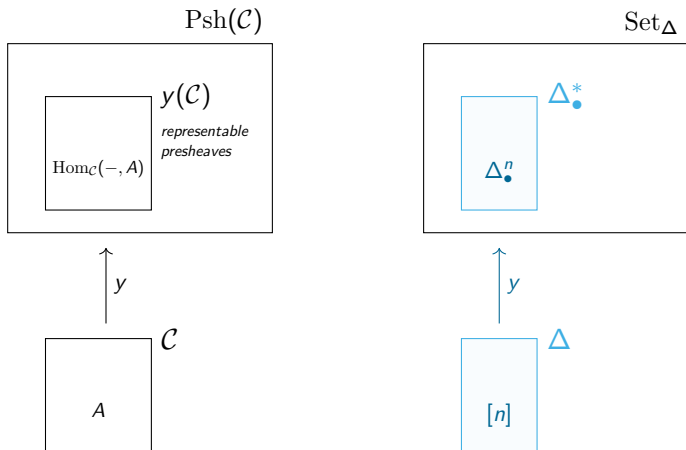 Psh(𝒞)
y(𝒞)
representable
presheaves
Hom_𝒞(−, A)
y
𝒞
A
Set_Δ
Δ^*_•
Δ^n_•
y
Δ
[n]